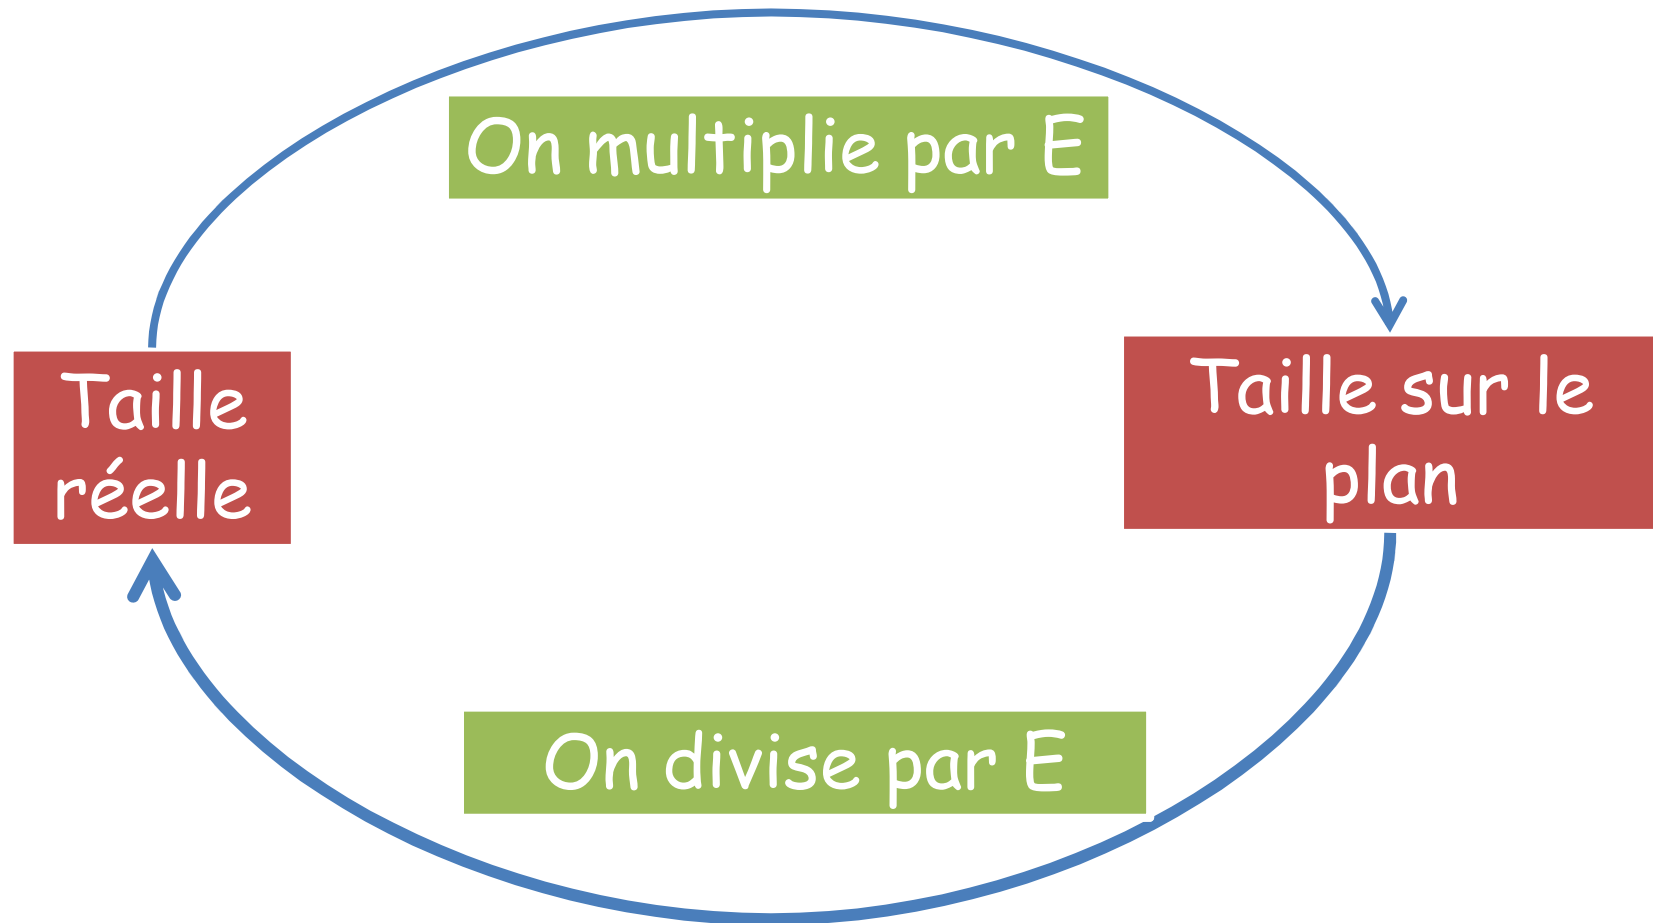 On multiplie par E
Taille
réelle
Taille sur le
plan
On divise par E